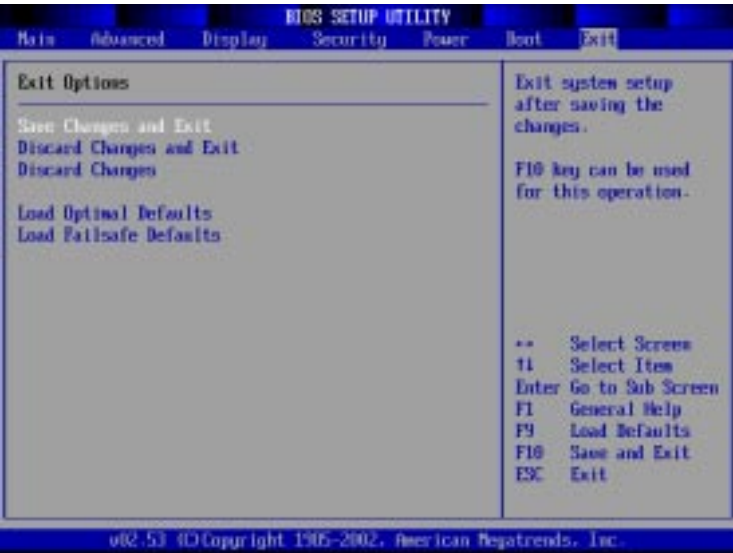 BIOS SETUP UTILITY
Main Advanced Display Security Power Boot Exit
Exit Options
Save Changes and Exit
Discard Changes and Exit
Discard Changes
Load Optimal Defaults
Load Failsafe Defaults
Exit system setup
after saving the
changes.
F10 key can be used
for this operation.
↔ Select Screen
↑↓ Select Item
Enter Go to Sub Screen
F1 General Help
F9 Load Defaults
F10 Save and Exit
ESC Exit
v02.53 (C)Copyright 1985-2002, American Megatrends, Inc.